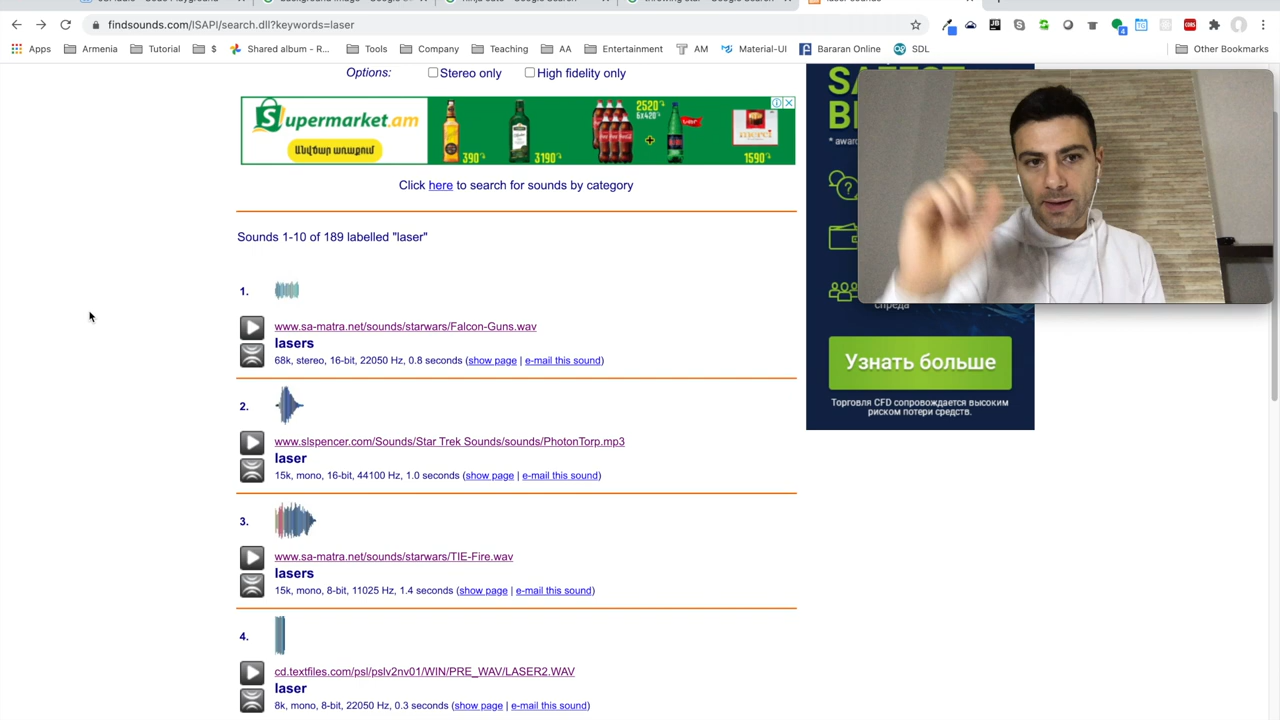 findsounds.com/ISAPI/search.dll?keywords=laser
Apps
Armenia
Tutorial
$
Shared album - R...
Tools
Company
Teaching
AA
Entertainment
AM
Material-UI
Bararan Online
SDL
Other Bookmarks
Options:
Stereo only
High fidelity only
Supermarket.am
Անվճար առաքում
390֏
3190֏
2520֏
6x420֏
+
merci
1590֏
Click here to search for sounds by category
Sounds 1-10 of 189 labelled "laser"
1.
www.sa-matra.net/sounds/starwars/Falcon-Guns.wav
lasers
68k, stereo, 16-bit, 22050 Hz, 0.8 seconds (show page | e-mail this sound)
2.
www.slspencer.com/Sounds/Star Trek Sounds/sounds/PhotonTorp.mp3
laser
15k, mono, 16-bit, 44100 Hz, 1.0 seconds (show page | e-mail this sound)
3.
www.sa-matra.net/sounds/starwars/TIE-Fire.wav
lasers
15k, mono, 8-bit, 11025 Hz, 1.4 seconds (show page | e-mail this sound)
4.
cd.textfiles.com/psl/pslv2nv01/WIN/PRE_WAV/LASER2.WAV
laser
8k, mono, 8-bit, 22050 Hz, 0.3 seconds (show page | e-mail this sound)
спреда
Узнать больше
Торговля CFD сопровождается высоким
риском потери средств.